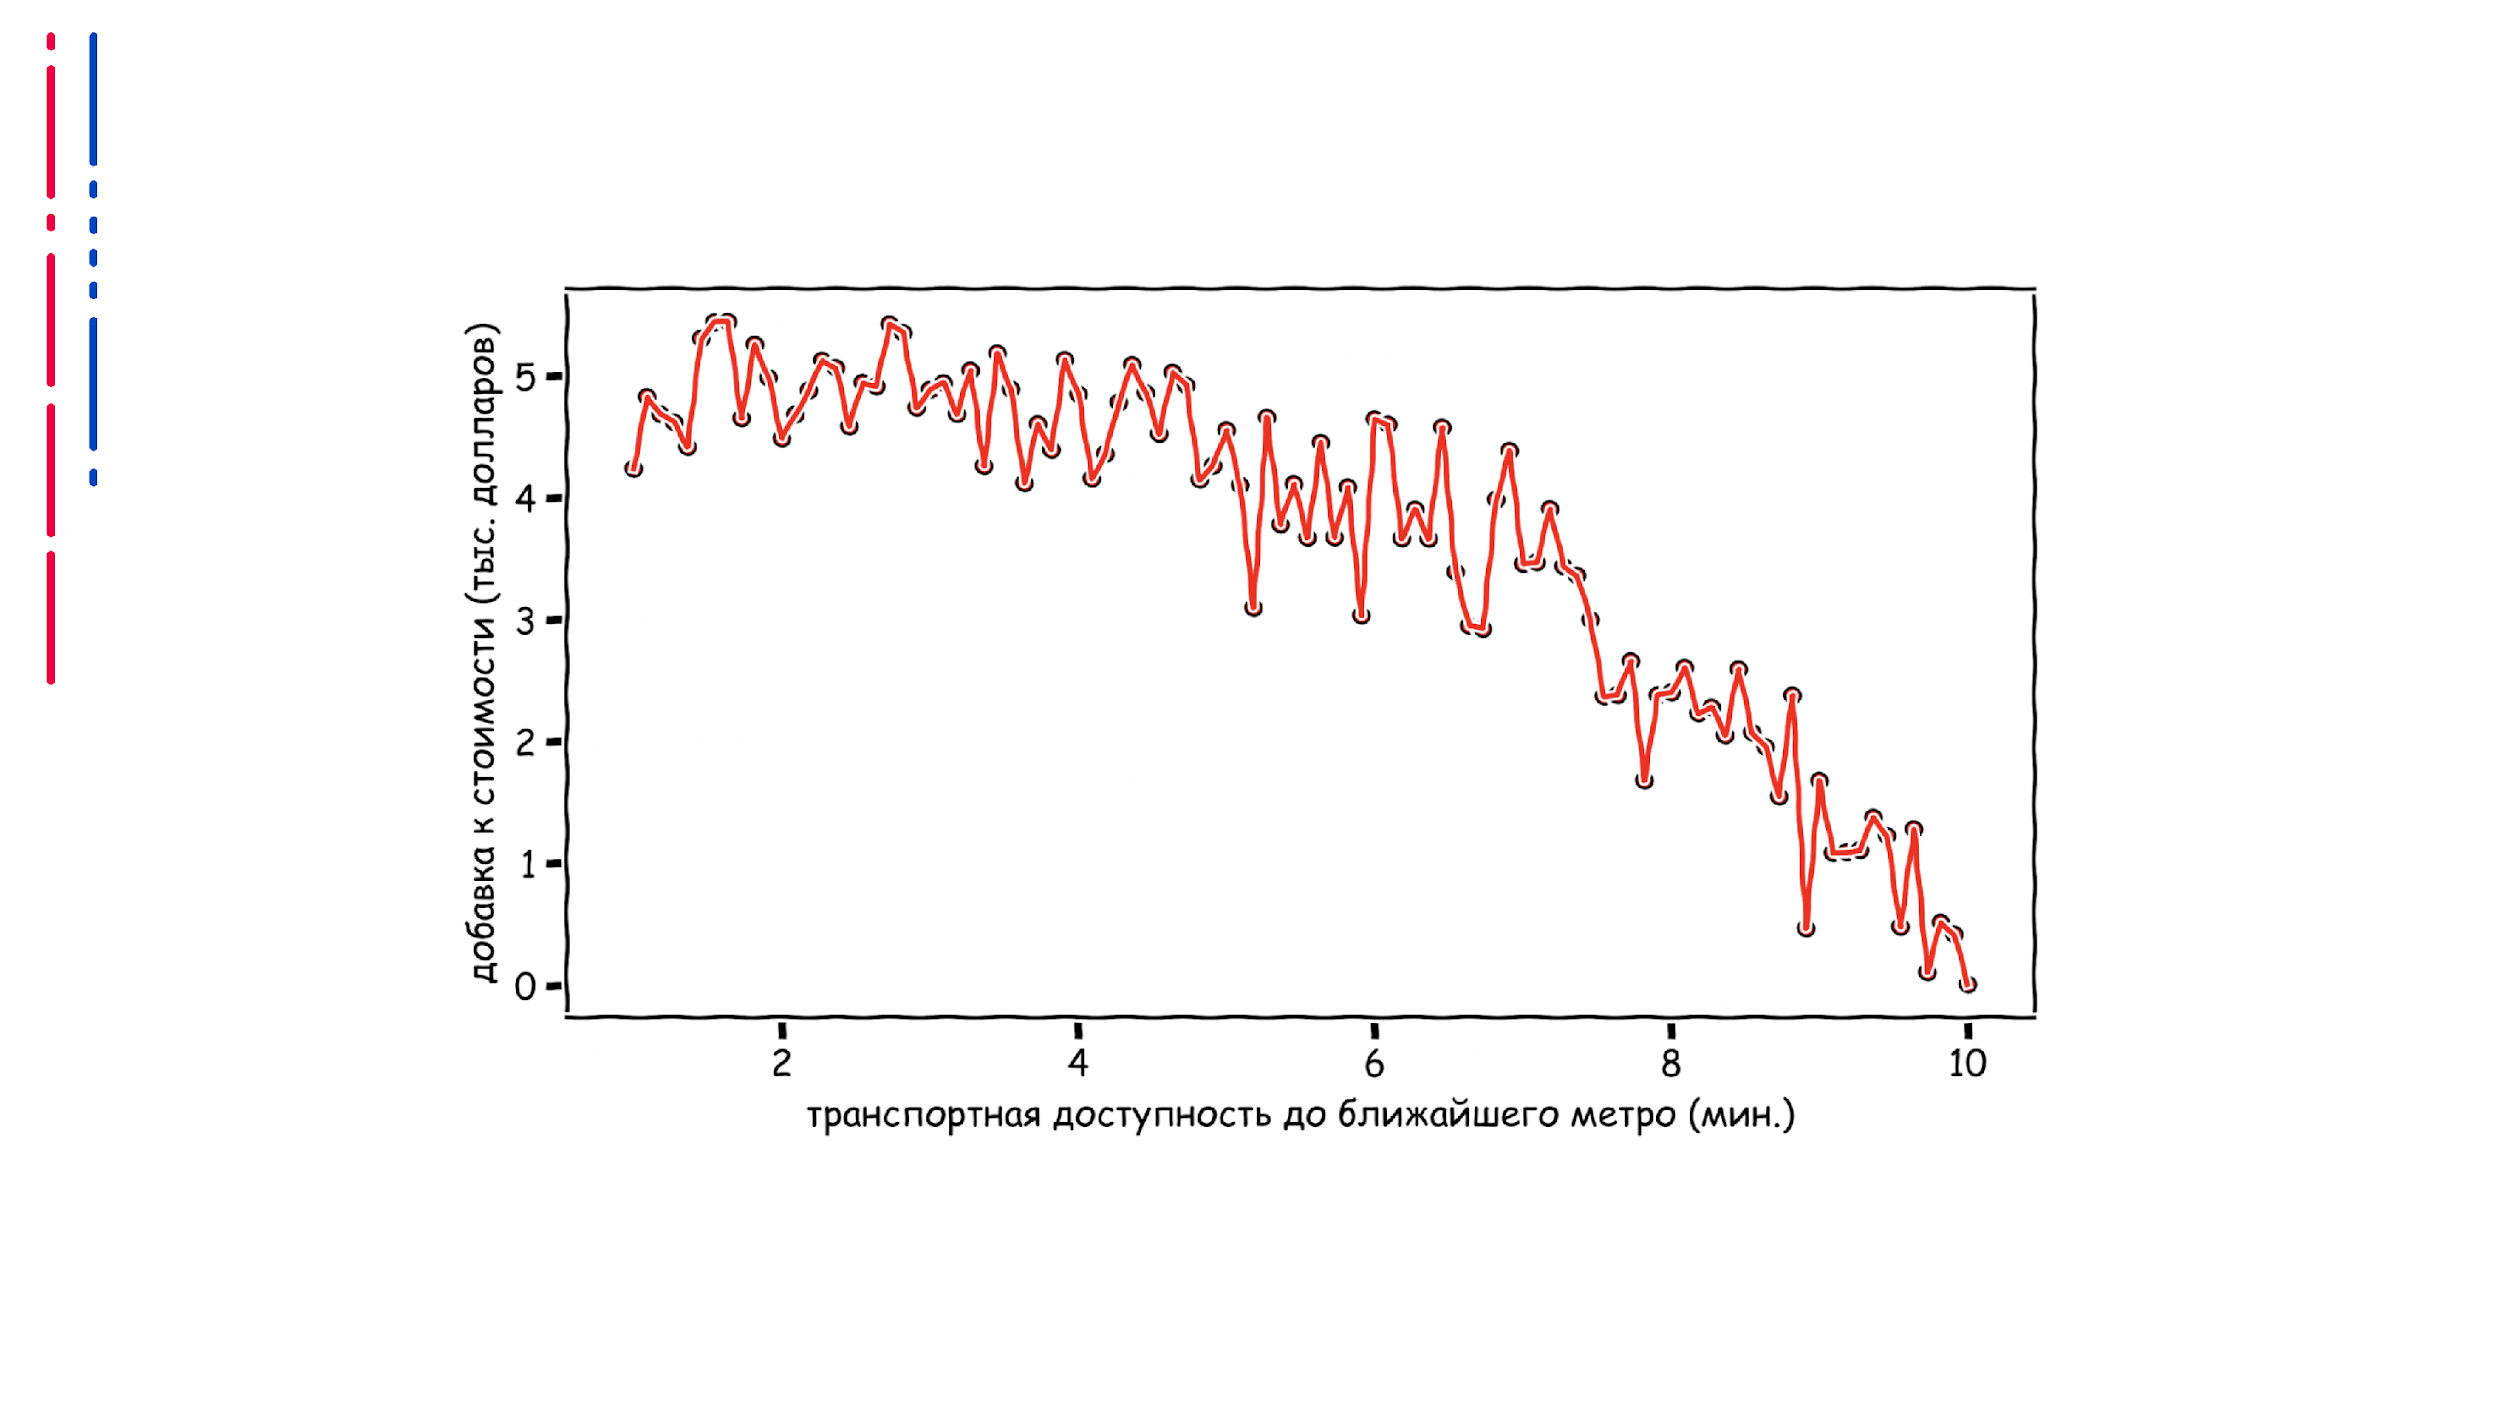 добавка к стоимости (тыс. долларов)
5
4
3
2
1
0
2 4 6 8 10
транспортная доступность до ближайшего метро (мин.)